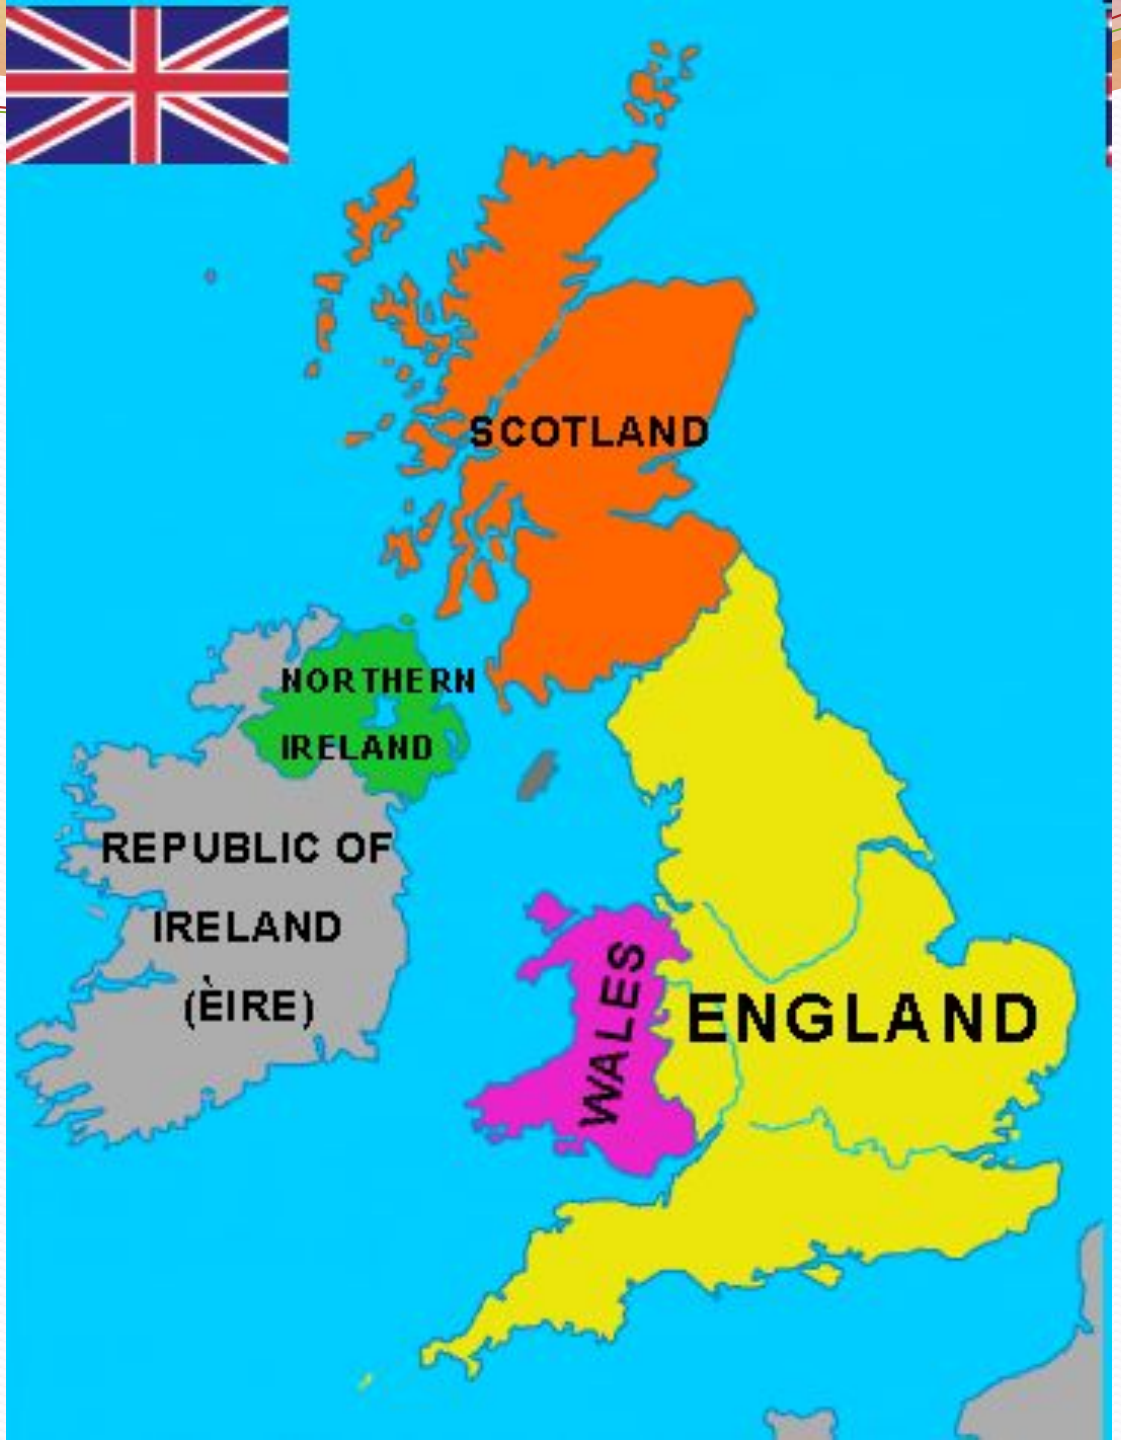 SCOTLAND
NORTHERN
IRELAND
REPUBLIC OF
IRELAND
(ÈIRE)
WALES
ENGLAND